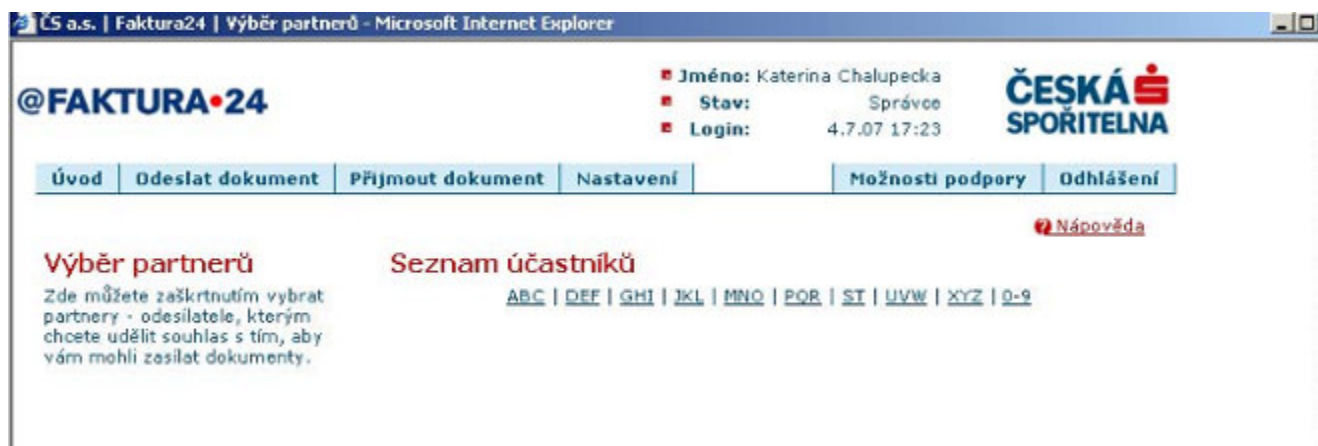 ČS a.s. | Faktura24 | Výběr partnerů - Microsoft Internet Explorer
@FAKTURA•24
Jméno: Katerina Chalupecka
Stav: Správce
Login: 4.7.07 17:23
ČESKÁ
SPOŘITELNA
Úvod | Odeslat dokument | Přijmout dokument | Nastavení | Možnosti podpory | Odhlášení
Nápověda
Výběr partnerů
Zde můžete zaškrtnutím vybrat
partnery - odesilatele, kterým
chcete udělit souhlas s tím, aby
vám mohli zasílat dokumenty.
Seznam účastníků
ABC | DEF | GHI | JKL | MNO | PQR | ST | UVW | XYZ | 0-9